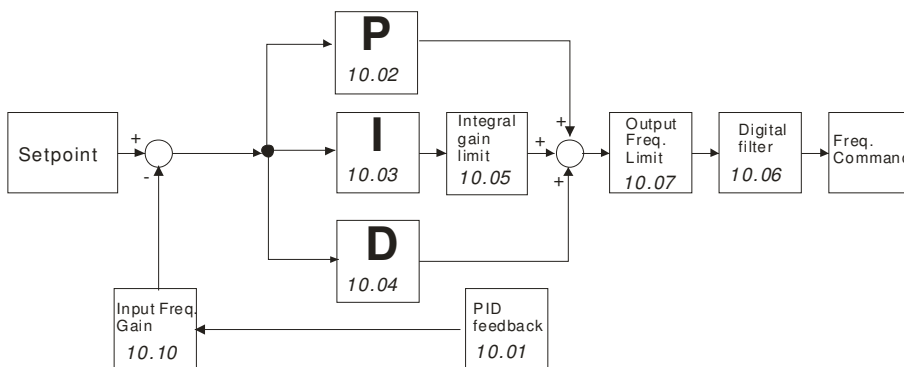 P
10.02
Setpoint
+
-
I
10.03
Integral
gain
limit
10.05
+
+
+
Output
Freq.
Limit
10.07
Digital
filter
10.06
Freq.
Command
D
10.04
Input Freq.
Gain
10.10
PID
feedback
10.01